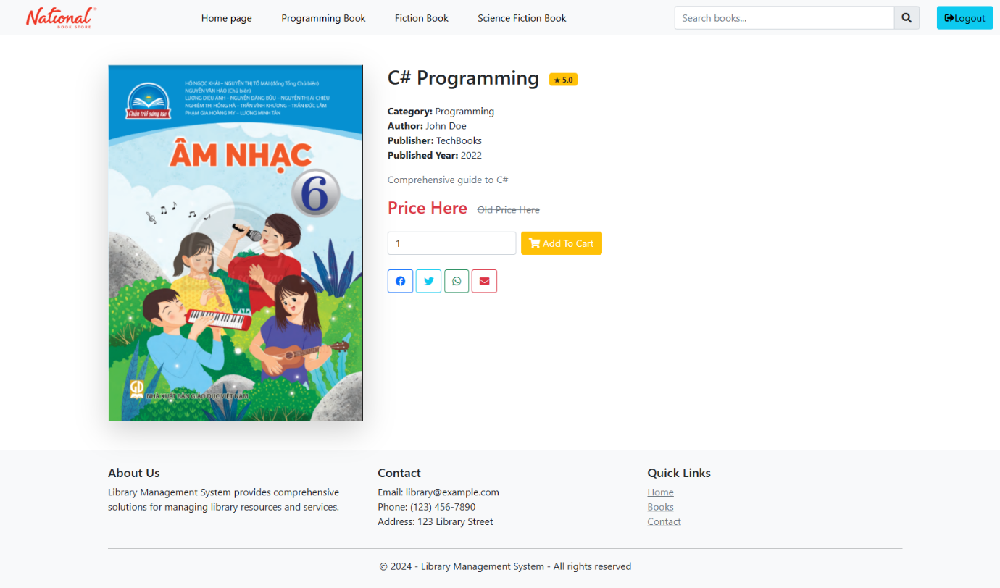 National
BOOK STORE
Home page
Programming Book
Fiction Book
Science Fiction Book
Search books...
Logout
HỒ NGỌC KHẢI – NGUYỄN THỊ TỐ MAI (đồng Tổng Chủ biên)
NGUYỄN VĂN HẢO (Chủ biên)
LƯƠNG DIỆU ÁNH – NGUYỄN ĐĂNG BỬU – NGUYỄN THỊ ÁI CHIÊU
NGHIÊM THỊ HỒNG HÀ – TRẦN VĨNH KHƯƠNG – TRẦN ĐỨC LÂM
PHẠM GIA HOÀNG MY – LƯƠNG MINH TÂN
Chân trời sáng tạo
ÂM NHẠC
6
GD
NHÀ XUẤT BẢN GIÁO DỤC VIỆT NAM
C# Programming
★ 5.0
Category: Programming
Author: John Doe
Publisher: TechBooks
Published Year: 2022
Comprehensive guide to C#
Price Here
Old Price Here
1
Add To Cart
About Us
Library Management System provides comprehensive
solutions for managing library resources and services.
Contact
Email: library@example.com
Phone: (123) 456-7890
Address: 123 Library Street
Quick Links
Home
Books
Contact
© 2024 - Library Management System - All rights reserved